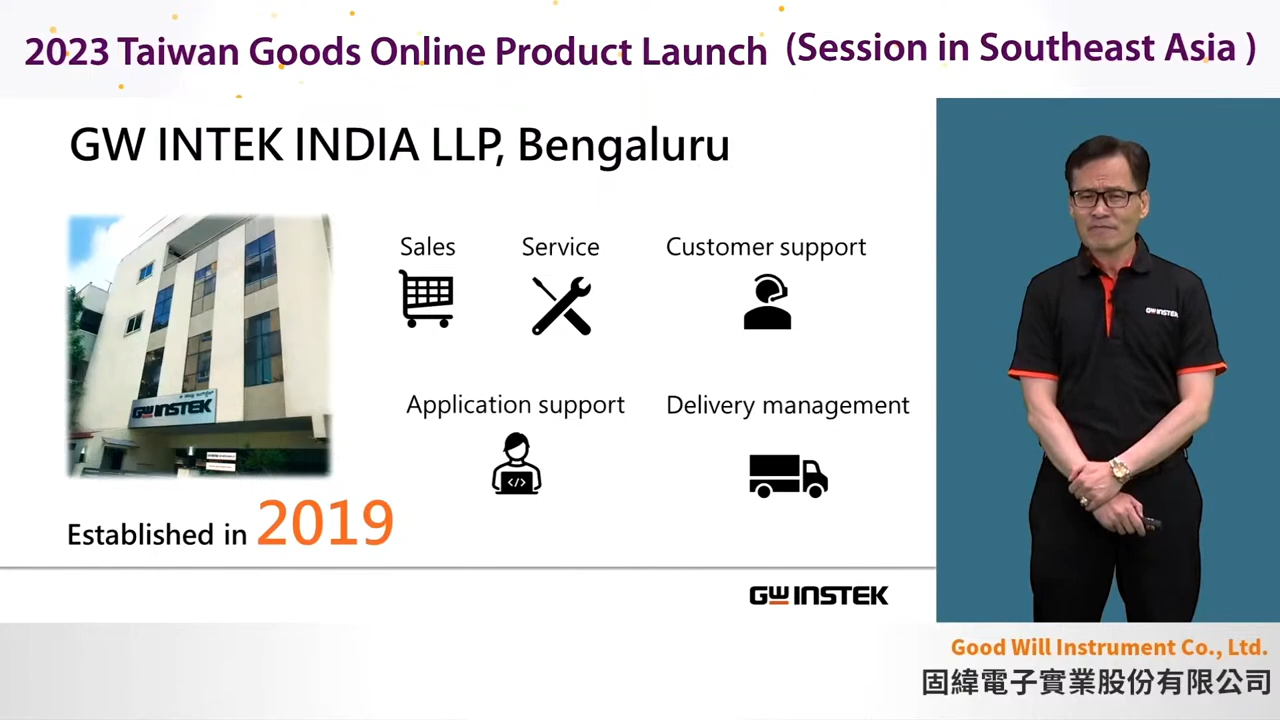 2023 Taiwan Goods Online Product Launch (Session in Southeast Asia )
GW INTEK INDIA LLP, Bengaluru
Sales
Service
Customer support
GW INSTEK
GW INSTEK
Application support
Delivery management
</>
Established in 2019
GW INSTEK
Good Will Instrument Co., Ltd.
固緯電子實業股份有限公司